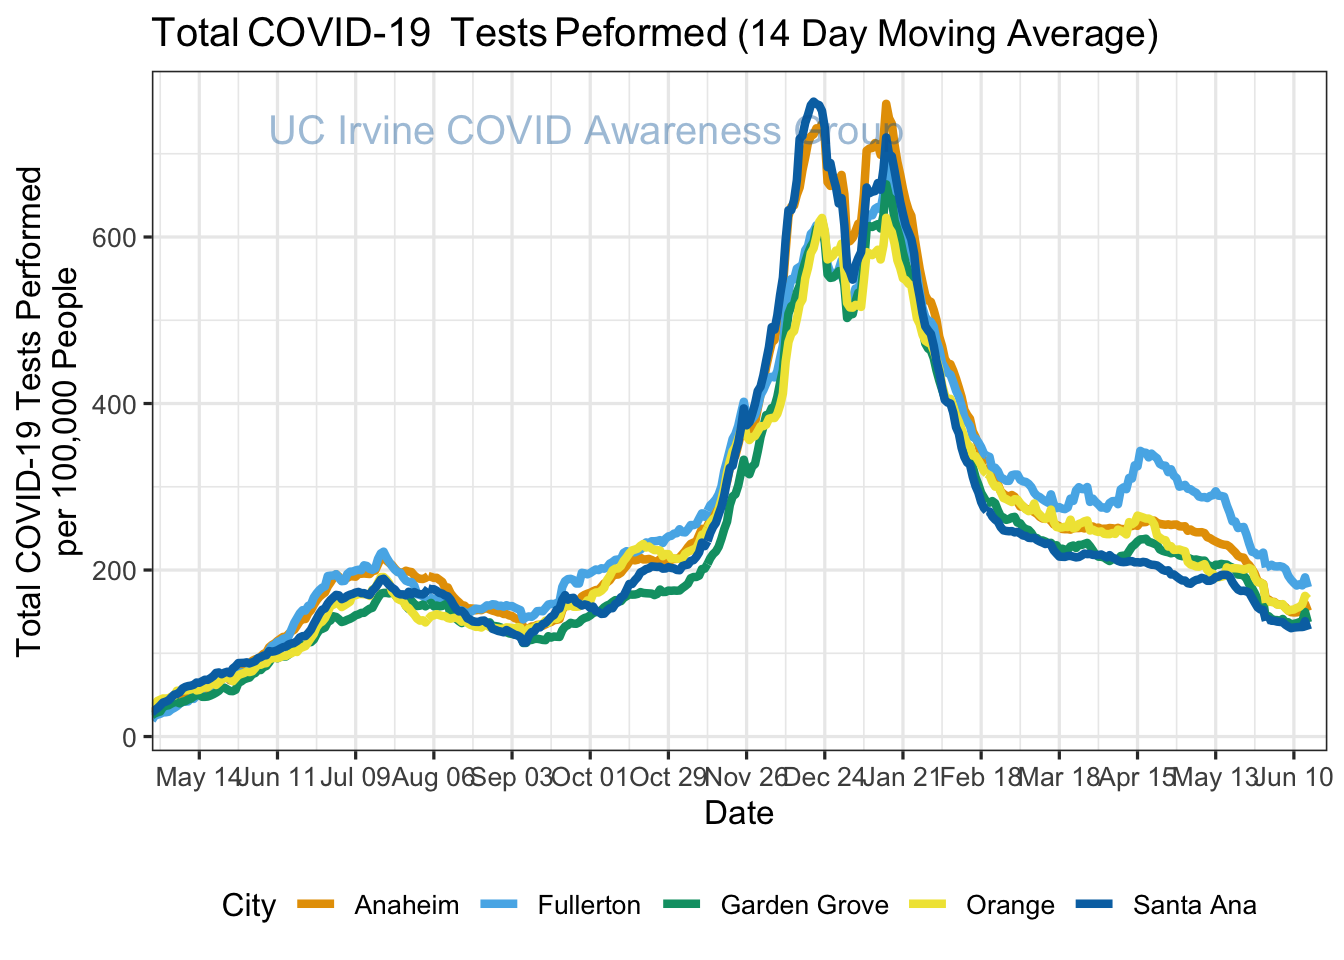 Total COVID-19  Tests Peformed (14 Day Moving Average)
UC Irvine COVID Awareness Group
Total COVID-19 Tests Performed
per 100,000 People
600
400
200
0
May 14 Jun 11 Jul 09 Aug 06 Sep 03 Oct 01 Oct 29 Nov 26 Dec 24 Jan 21 Feb 18 Mar 18 Apr 15 May 13 Jun 10
Date
City Anaheim Fullerton Garden Grove Orange Santa Ana